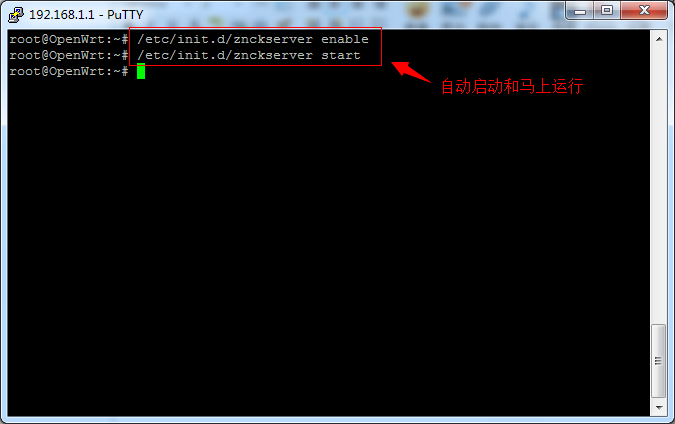 192.168.1.1 - PuTTY
root@OpenWrt:~# /etc/init.d/znckserver enable
root@OpenWrt:~# /etc/init.d/znckserver start
root@OpenWrt:~#
自动启动和马上运行